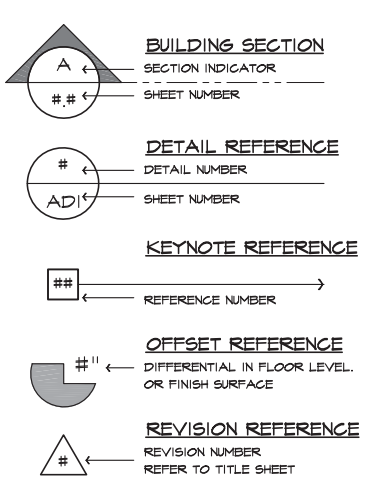 BUILDING SECTION
A
SECTION INDICATOR
#.#
SHEET NUMBER
DETAIL REFERENCE
#
DETAIL NUMBER
AD1
SHEET NUMBER
KEYNOTE REFERENCE
##
REFERENCE NUMBER
OFFSET REFERENCE
#"
DIFFERENTIAL IN FLOOR LEVEL.
OR FINISH SURFACE
REVISION REFERENCE
REVISION NUMBER
#
REFER TO TITLE SHEET